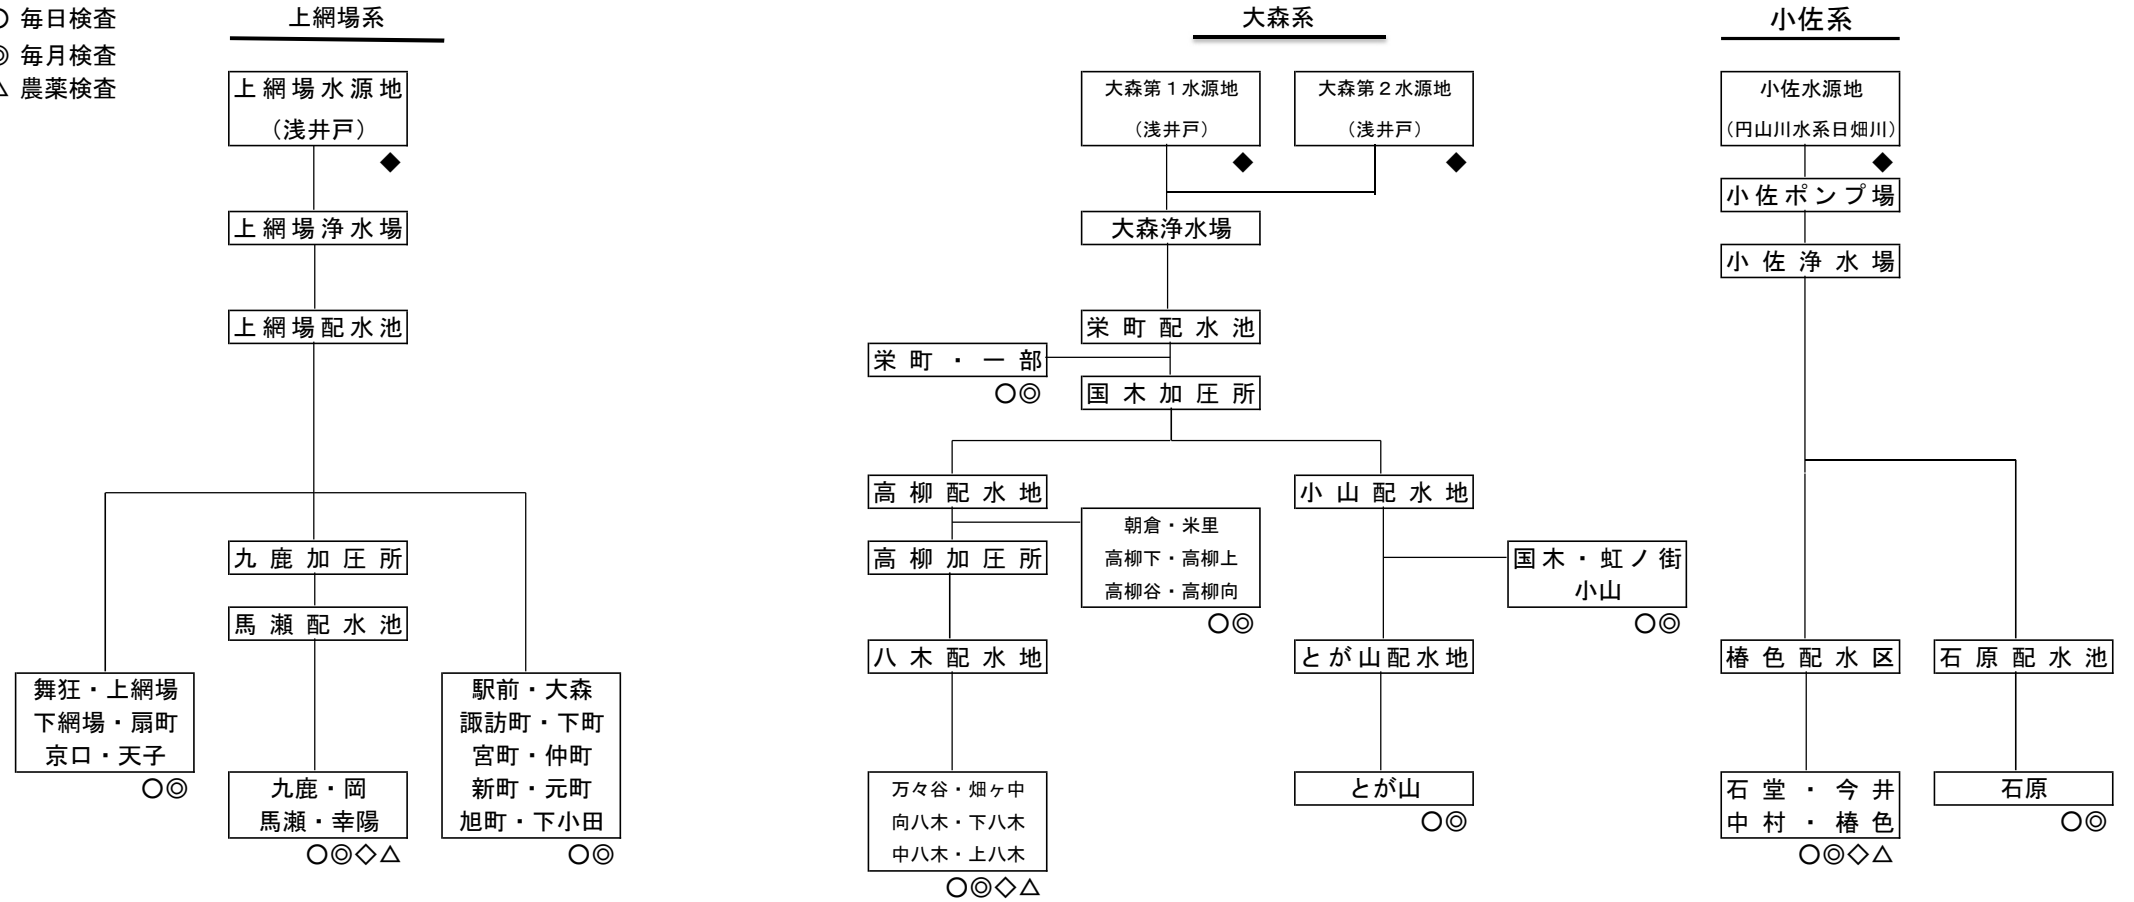 ○ 毎日検査
◎ 毎月検査
△ 農薬検査
上網場系
上網場水源地
（浅井戸）
◆
上網場浄水場
上網場配水池
九鹿加圧所
馬瀬配水池
舞狂・上網場
下網場・扇町
京口・天子
○◎
九鹿・岡
馬瀬・幸陽
○◎◇△
駅前・大森
諏訪町・下町
宮町・仲町
新町・元町
旭町・下小田
○◎
大森系
大森第１水源地
（浅井戸）
◆
大森第２水源地
（浅井戸）
◆
大森浄水場
栄町配水池
栄町・一部
○◎
国木加圧所
高柳配水地
朝倉・米里
高柳下・高柳上
高柳谷・高柳向
○◎
高柳加圧所
八木配水地
万々谷・畑ヶ中
向八木・下八木
中八木・上八木
○◎◇△
小山配水地
国木・虹ノ街
小山
○◎
とが山配水地
とが山
○◎
小佐系
小佐水源地
（円山川水系日畑川）
◆
小佐ポンプ場
小佐浄水場
椿色配水区
石堂・今井
中村・椿色
○◎◇△
石原配水池
石原
○◎